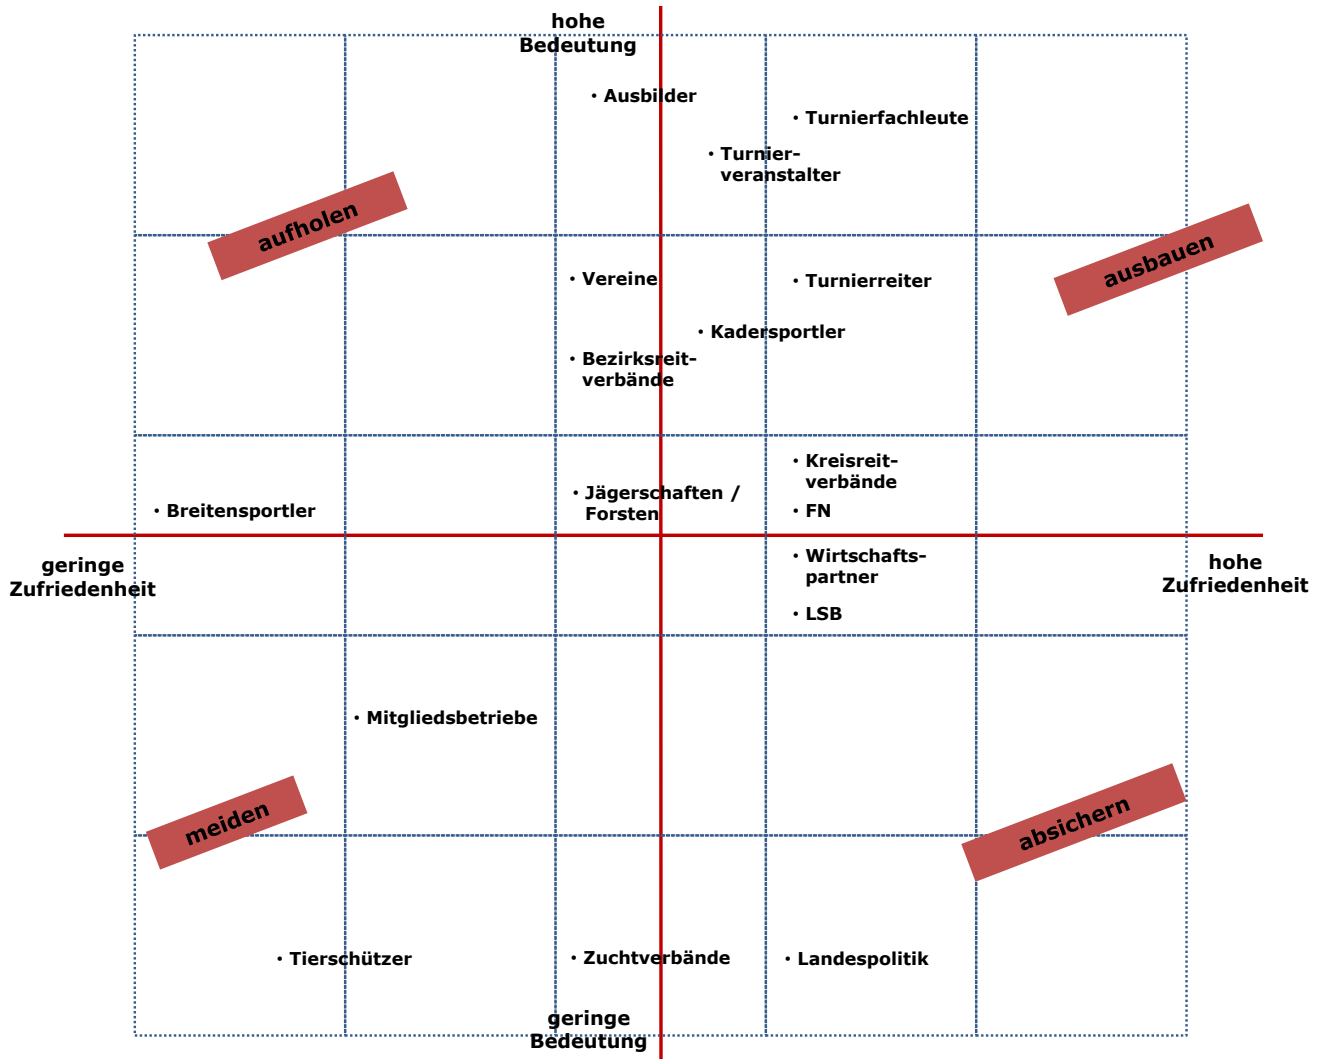 hohe
Bedeutung
• Ausbilder
• Turnierfachleute
• Turnier-
veranstalter
aufholen
ausbauen
• Vereine
• Turnierreiter
• Kadersportler
• Bezirksreit-
verbände
• Kreisreit-
verbände
• Jägerschaften /
Forsten
• Breitensportler
• FN
geringe
Zufriedenheit
• Wirtschafts-
partner
hohe
Zufriedenheit
• LSB
• Mitgliedsbetriebe
meiden
absichern
• Tierschützer
• Zuchtverbände
• Landespolitik
geringe
Bedeutung